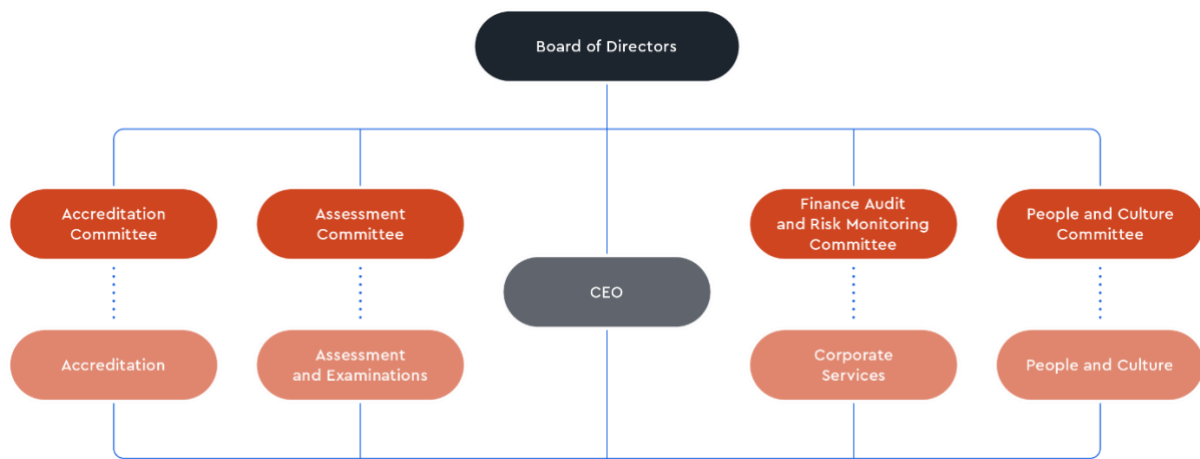 Board of Directors
Accreditation
Committee
Assessment
Committee
Finance Audit
and Risk Monitoring
Committee
People and Culture
Committee
CEO
Accreditation
Assessment
and Examinations
Corporate
Services
People and Culture